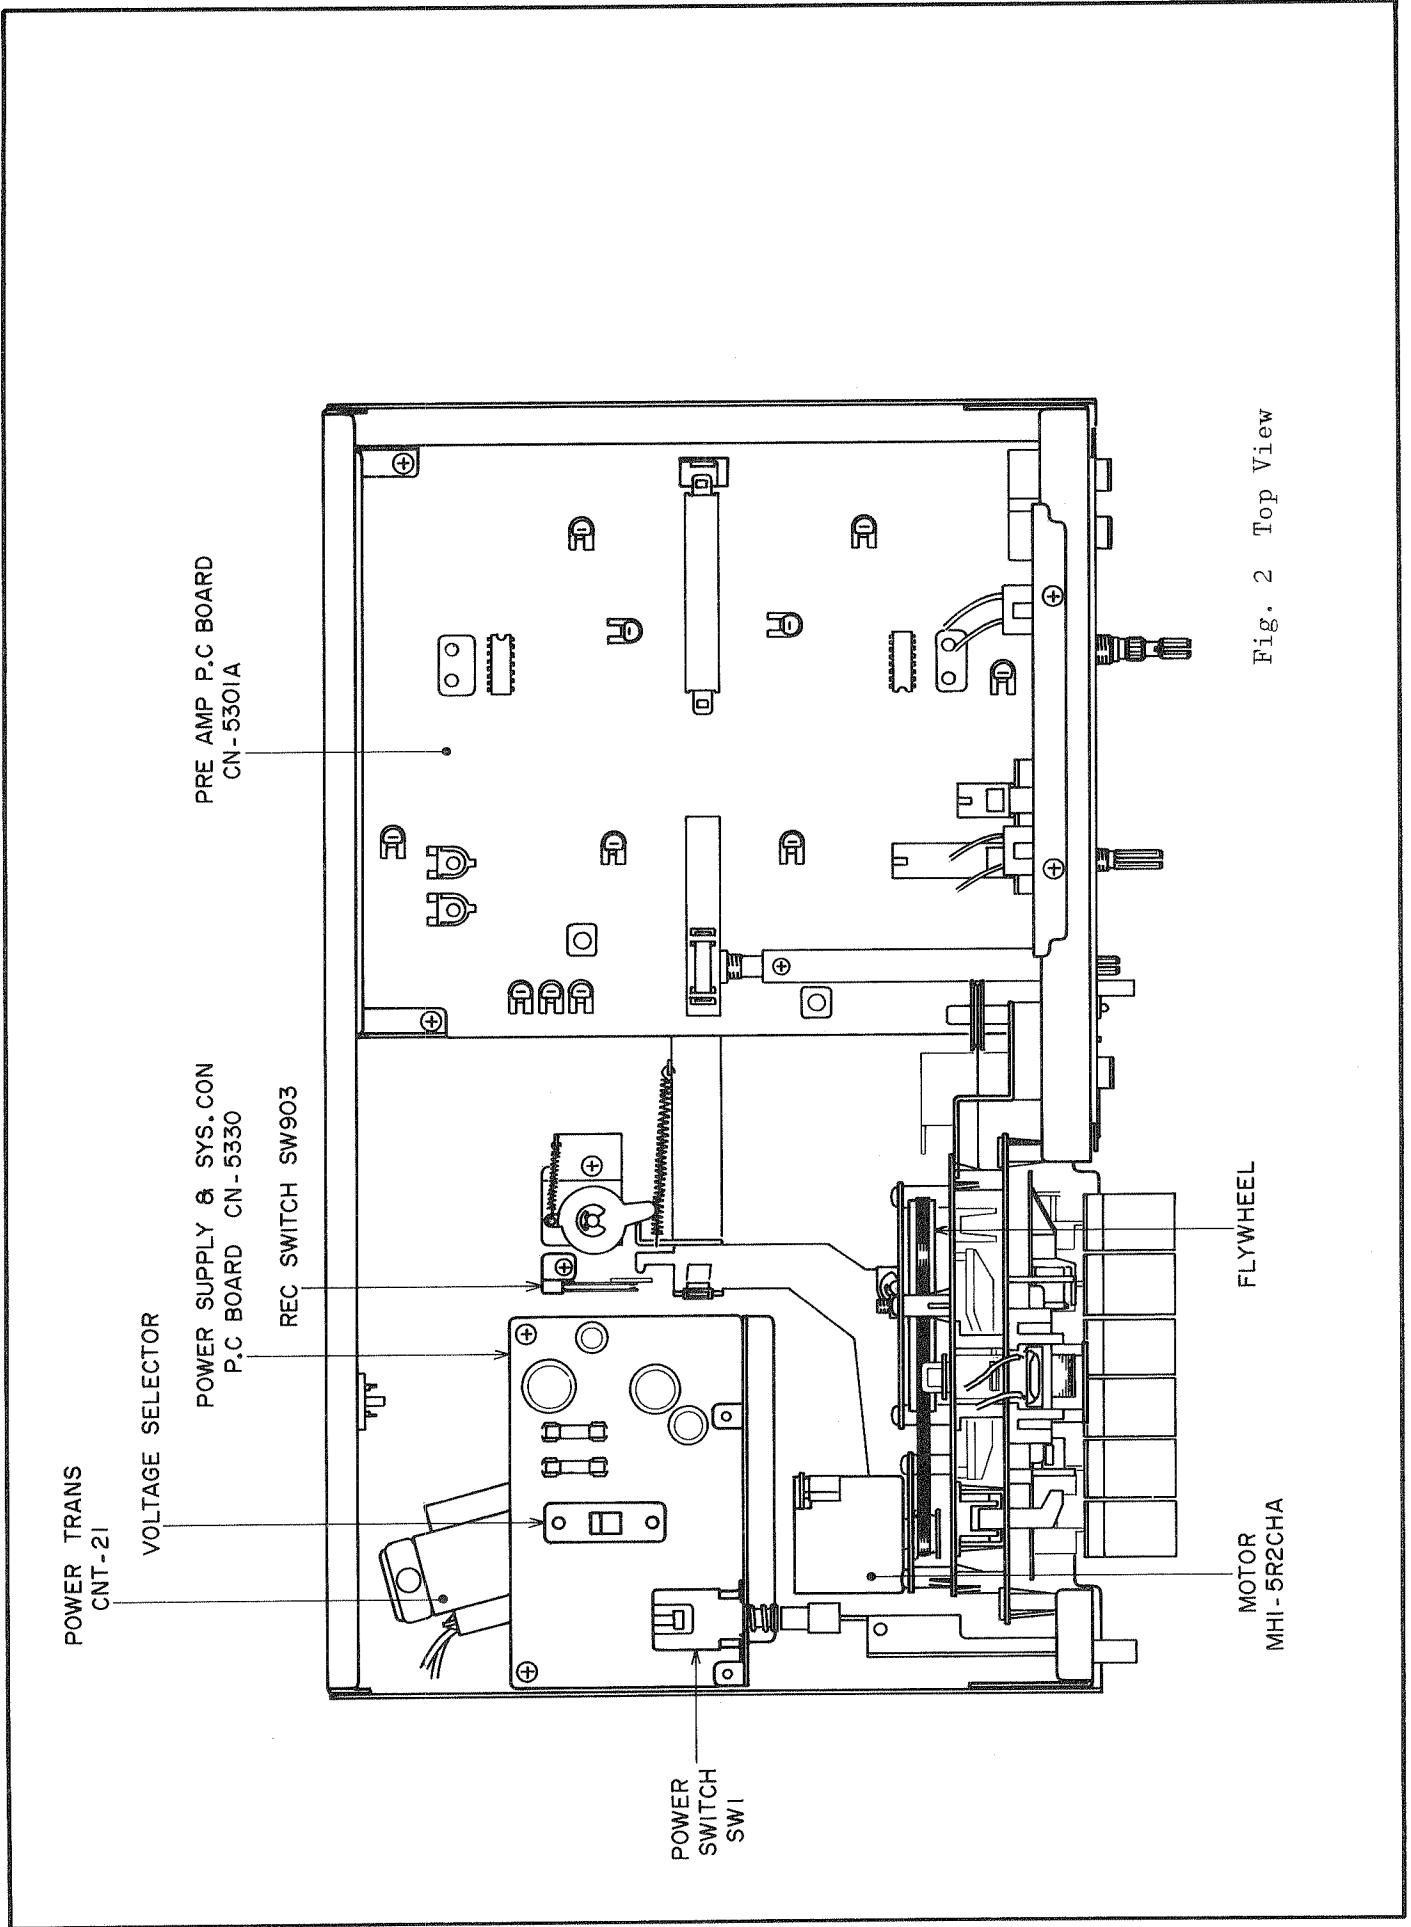 POWER TRANS
CNT-21
VOLTAGE SELECTOR
POWER SUPPLY & SYS.CON
P.C BOARD CN-5330
REC SWITCH SW903
PRE AMP P.C BOARD
CN-5301A
POWER
SWITCH
SW1
MOTOR
MHI-5R2CHA
FLYWHEEL
Fig. 2 Top View